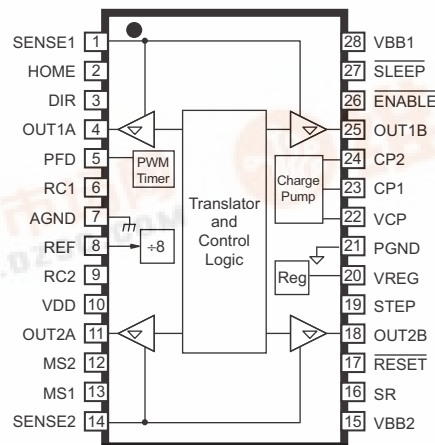 SENSE1 1
HOME 2
DIR 3
OUT1A 4
PFD 5
RC1 6
AGND 7
REF 8
RC2 9
VDD 10
OUT2A 11
MS2 12
MS1 13
SENSE2 14
PWM
Timer
÷8
Translator
and
Control
Logic
Charge
Pump
Reg
28 VBB1
27 SLEEP
26 ENABLE
25 OUT1B
24 CP2
23 CP1
22 VCP
21 PGND
20 VREG
19 STEP
18 OUT2B
17 RESET
16 SR
15 VBB2